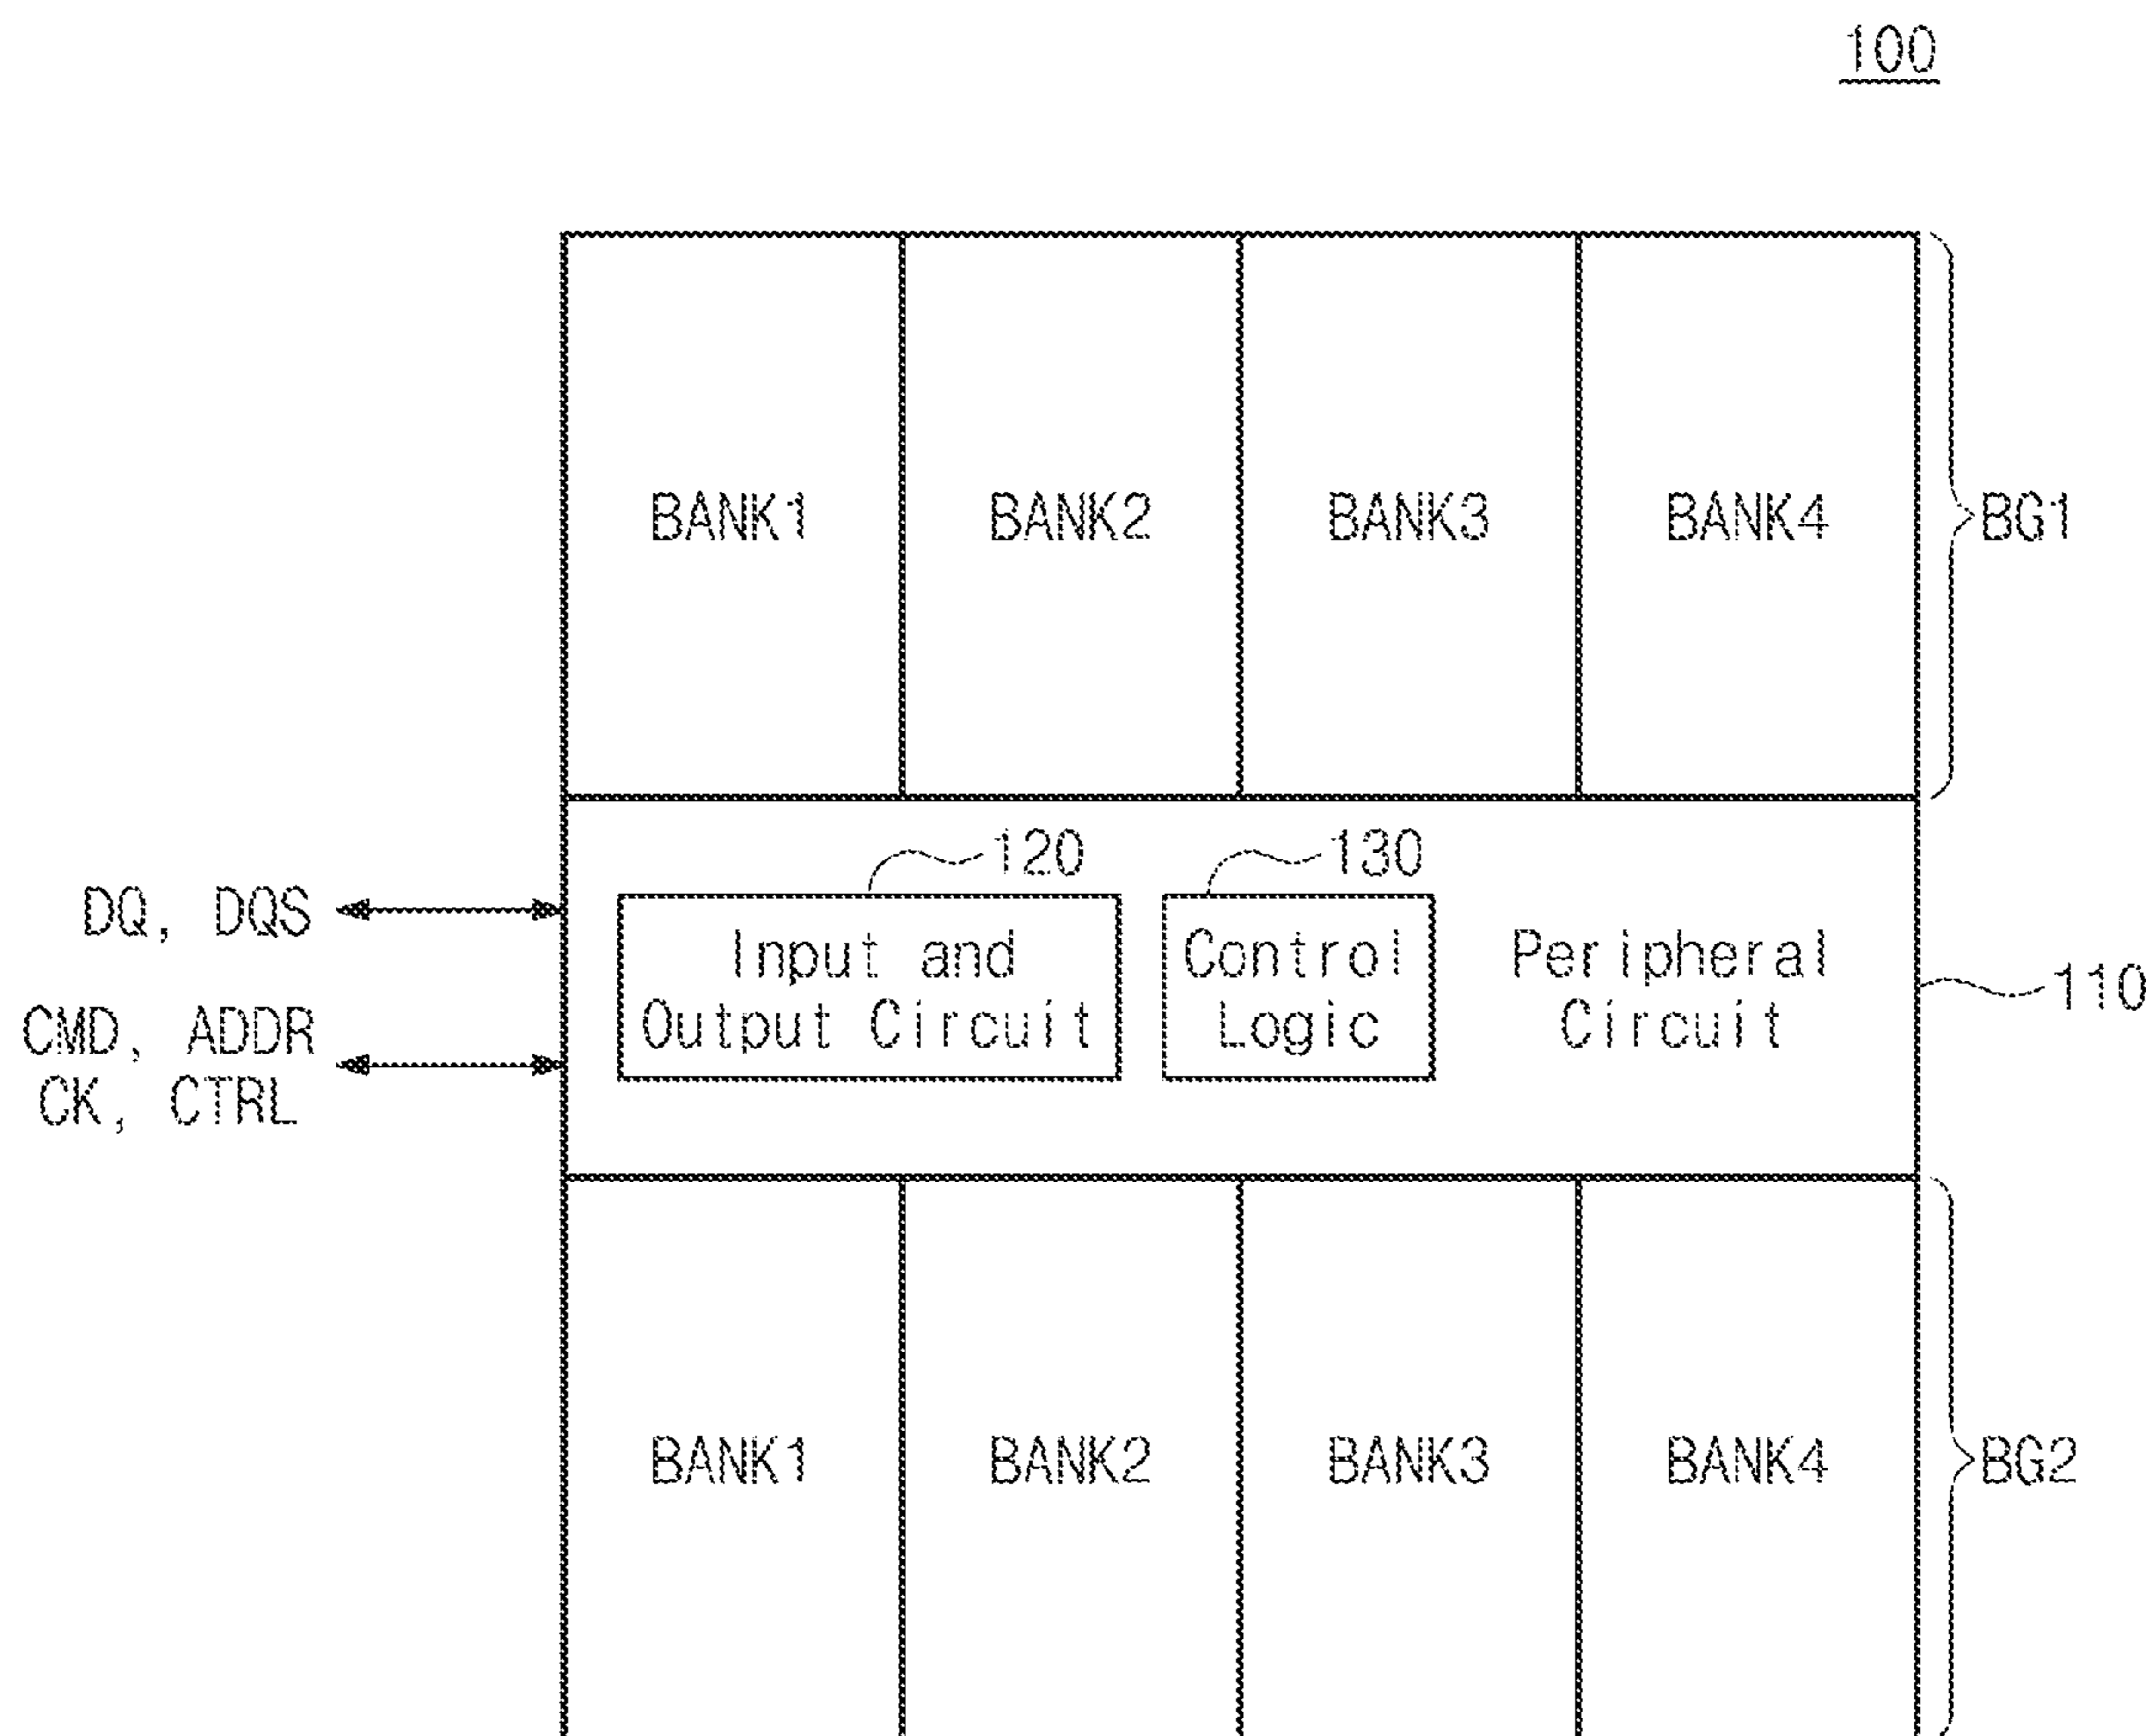 100
BANK1 BANK2 BANK3 BANK4 BG1
120 130
DQ, DQS
Input and
Output Circuit
Control
Logic
Peripheral
Circuit
110
CMD, ADDR
CK, CTRL
BANK1 BANK2 BANK3 BANK4 BG2